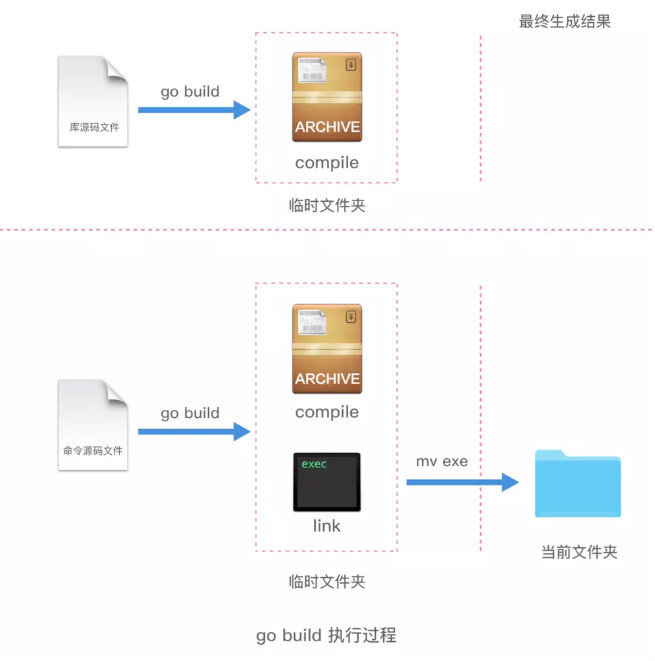 最终生成结果
库源码文件
go build
ARCHIVE
compile
临时文件夹
命令源码文件
go build
ARCHIVE
compile
exec
link
mv exe
当前文件夹
临时文件夹
go build 执行过程